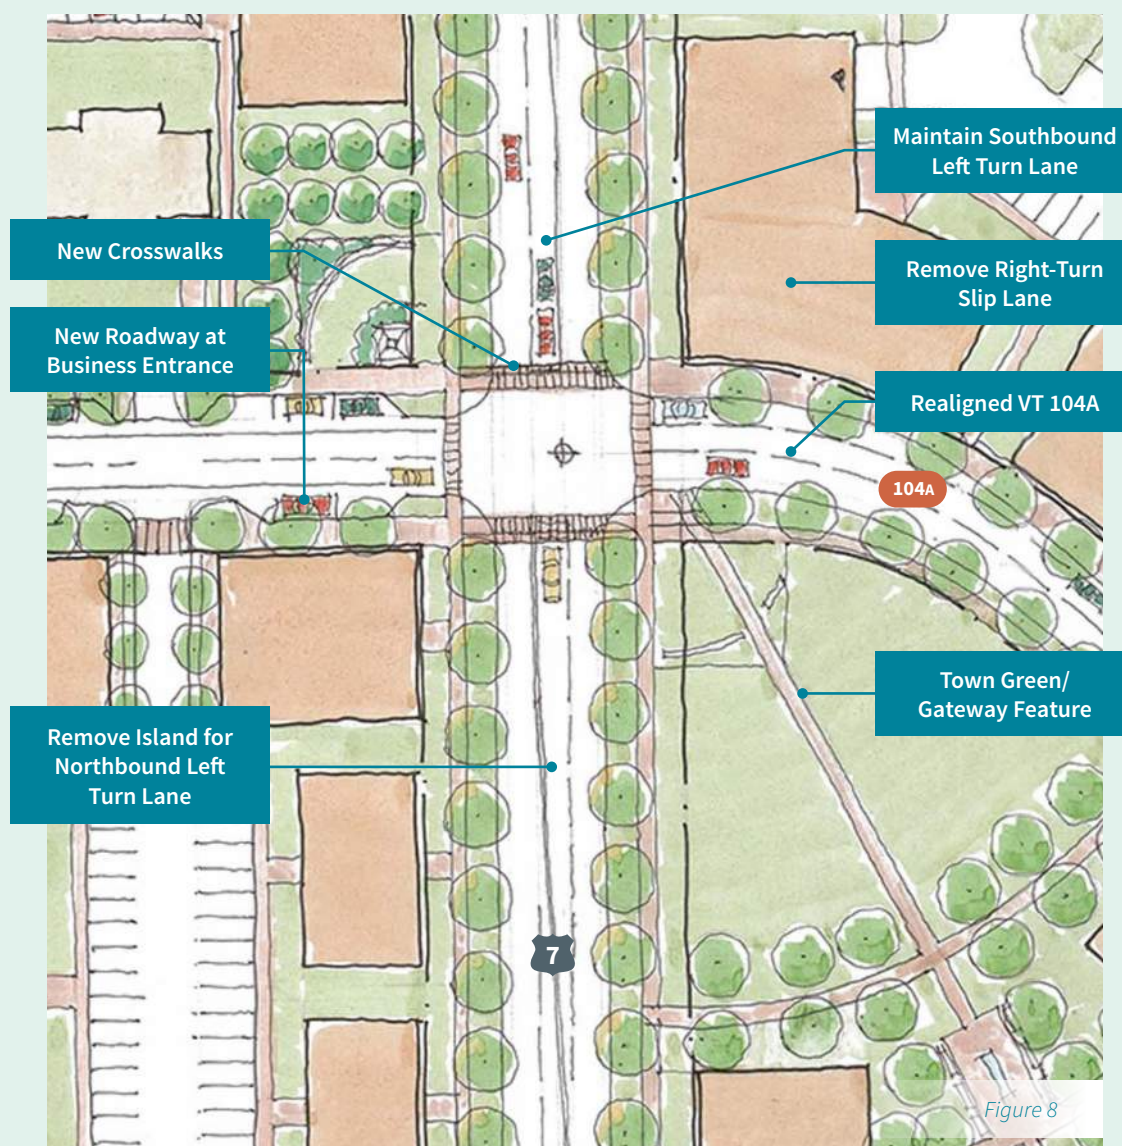 Maintain Southbound
Left Turn Lane
New Crosswalks
Remove Right-Turn
Slip Lane
New Roadway at
Business Entrance
Realigned VT 104A
104A
Town Green/
Gateway Feature
Remove Island for
Northbound Left
Turn Lane
7
Figure 8